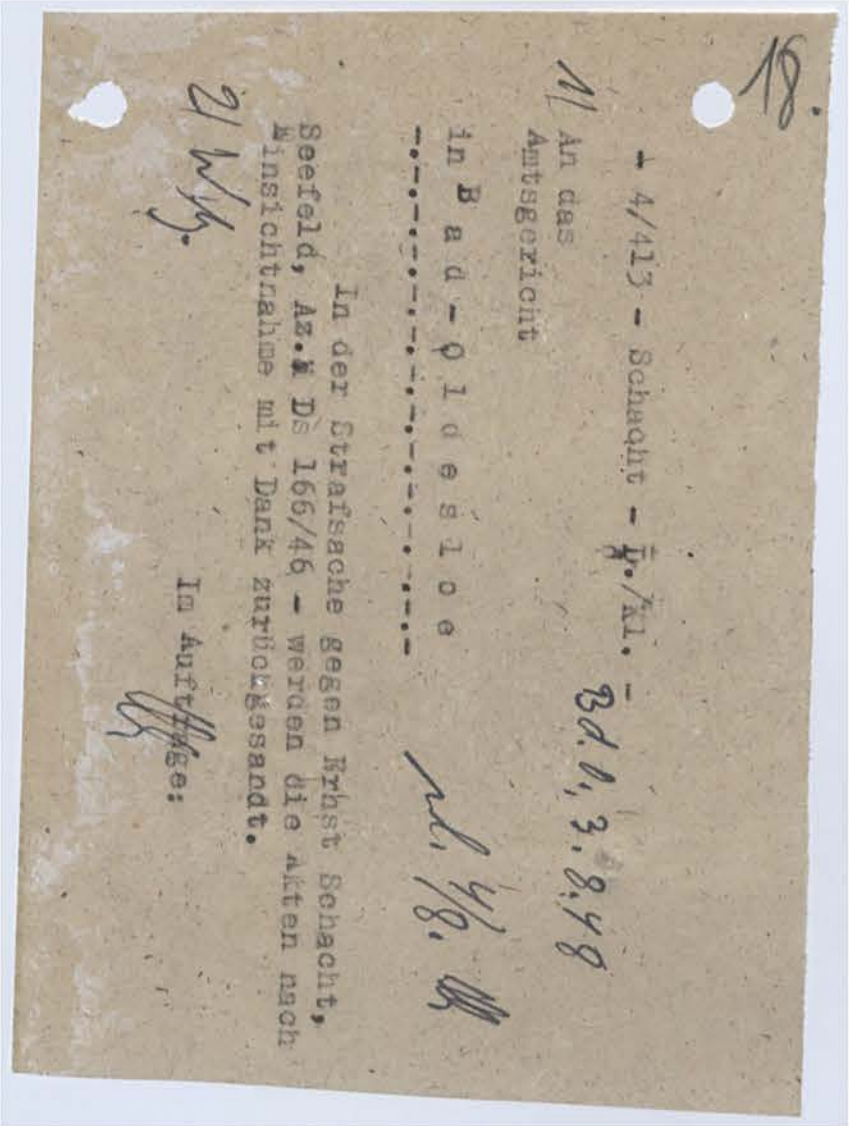 18.
- 4/413 - Schacht - D./Kl. -
Bd. O, 3. 8. 48
1/ An das
Amtsgericht
in B a d - O l d e s l o e
-.-.-.-.-.-.-.-.-.-.-.-.-
4/8.
In der Strafsache gegen Ernst Schacht,
Seefeld, Az. Ds 166/46 - werden die Akten nach
Einsichtnahme mit Dank zurückgesandt.
Im Auftrage:
2/